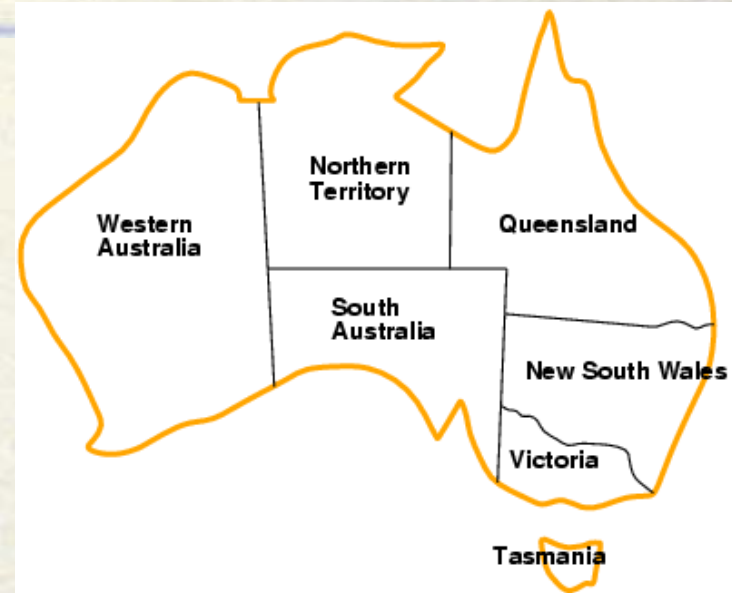 Northern
Territory
Western
Australia
Queensland
South
Australia
New South Wales
Victoria
Tasmania